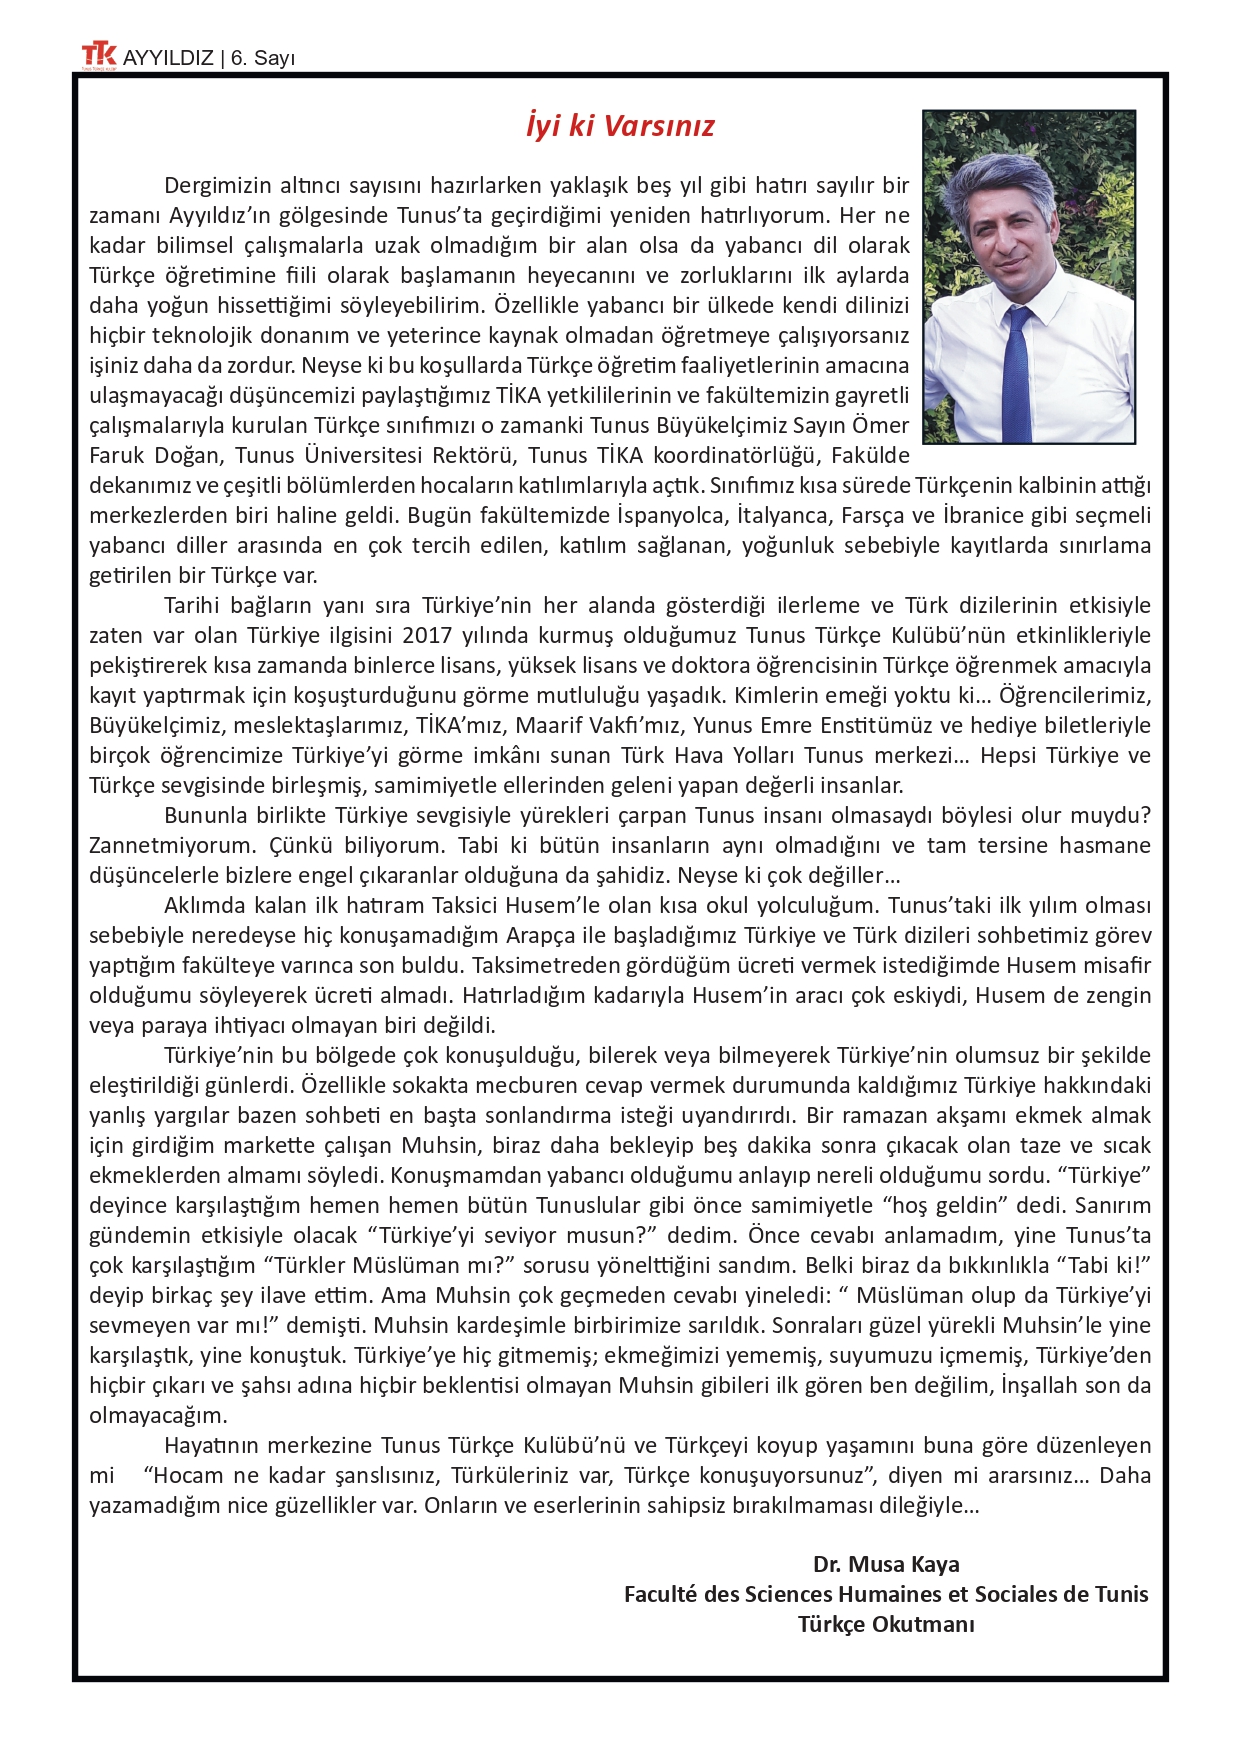 TTK AYYILDIZ | 6. Sayı
İyi ki Varsınız
Dergimizin altıncı sayısını hazırlarken yaklaşık beş yıl gibi hatırı sayılır bir
zamanı Ayyıldız’ın gölgesinde Tunus’ta geçirdiğimi yeniden hatırlıyorum. Her ne
kadar bilimsel çalışmalarla uzak olmadığım bir alan olsa da yabancı dil olarak
Türkçe öğretimine fiili olarak başlamanın heyecanını ve zorluklarını ilk aylarda
daha yoğun hissettiğimi söyleyebilirim. Özellikle yabancı bir ülkede kendi dilinizi
hiçbir teknolojik donanım ve yeterince kaynak olmadan öğretmeye çalışıyorsanız
işiniz daha da zordur. Neyse ki bu koşullarda Türkçe öğretim faaliyetlerinin amacına
ulaşmayacağı düşüncemizi paylaştığımız TİKA yetkililerinin ve fakültemizin gayretli
çalışmalarıyla kurulan Türkçe sınıfımızı o zamanki Tunus Büyükelçimiz Sayın Ömer
Faruk Doğan, Tunus Üniversitesi Rektörü, Tunus TİKA koordinatörlüğü, Fakülde
dekanımız ve çeşitli bölümlerden hocaların katılımlarıyla açtık. Sınıfımız kısa sürede Türkçenin kalbinin attığı
merkezlerden biri haline geldi. Bugün fakültemizde İspanyolca, İtalyanca, Farsça ve İbranice gibi seçmeli
yabancı diller arasında en çok tercih edilen, katılım sağlanan, yoğunluk sebebiyle kayıtlarda sınırlama
getirilen bir Türkçe var.
Tarihi bağların yanı sıra Türkiye’nin her alanda gösterdiği ilerleme ve Türk dizilerinin etkisiyle
zaten var olan Türkiye ilgisini 2017 yılında kurmuş olduğumuz Tunus Türkçe Kulübü’nün etkinlikleriyle
pekiştirerek kısa zamanda binlerce lisans, yüksek lisans ve doktora öğrencisinin Türkçe öğrenmek amacıyla
kayıt yaptırmak için koşuşturduğunu görme mutluluğu yaşadık. Kimlerin emeği yoktu ki… Öğrencilerimiz,
Büyükelçimiz, meslektaşlarımız, TİKA’mız, Maarif Vakfı’mız, Yunus Emre Enstitümüz ve hediye biletleriyle
birçok öğrencimize Türkiye’yi görme imkânı sunan Türk Hava Yolları Tunus merkezi… Hepsi Türkiye ve
Türkçe sevgisinde birleşmiş, samimiyetle ellerinden geleni yapan değerli insanlar.
Bununla birlikte Türkiye sevgisiyle yürekleri çarpan Tunus insanı olmasaydı böylesi olur muydu?
Zannetmiyorum. Çünkü biliyorum. Tabi ki bütün insanların aynı olmadığını ve tam tersine hasmane
düşüncelerle bizlere engel çıkaranlar olduğuna da şahidiz. Neyse ki çok değiller…
Aklımda kalan ilk hatıram Taksici Husem’le olan kısa okul yolculuğum. Tunus’taki ilk yılım olması
sebebiyle neredeyse hiç konuşamadığım Arapça ile başladığımız Türkiye ve Türk dizileri sohbetimiz görev
yaptığım fakülteye varınca son buldu. Taksimetreden gördüğüm ücreti vermek istediğimde Husem misafir
olduğumu söyleyerek ücreti almadı. Hatırladığım kadarıyla Husem’in aracı çok eskiydi, Husem de zengin
veya paraya ihtiyacı olmayan biri değildi.
Türkiye’nin bu bölgede çok konuşulduğu, bilerek veya bilmeyerek Türkiye’nin olumsuz bir şekilde
eleştirildiği günlerdi. Özellikle sokakta mecburen cevap vermek durumunda kaldığımız Türkiye hakkındaki
yanlış yargılar bazen sohbeti en başta sonlandırma isteği uyandırırdı. Bir ramazan akşamı ekmek almak
için girdiğim markette çalışan Muhsin, biraz daha bekleyip beş dakika sonra çıkacak olan taze ve sıcak
ekmeklerden almamı söyledi. Konuşmamdan yabancı olduğumu anlayıp nereli olduğumu sordu. “Türkiye”
deyince karşılaştığım hemen hemen bütün Tunuslular gibi önce samimiyetle “hoş geldin” dedi. Sanırım
gündemin etkisiyle olacak “Türkiye’yi seviyor musun?” dedim. Önce cevabı anlamadım, yine Tunus’ta
çok karşılaştığım “Türkler Müslüman mı?” sorusu yönelttiğini sandım. Belki biraz da bıkkınlıkla “Tabi ki!”
deyip birkaç şey ilave ettim. Ama Muhsin çok geçmeden cevabı yineledi: “ Müslüman olup da Türkiye’yi
sevmeyen var mı!” demişti. Muhsin kardeşimle birbirimize sarıldık. Sonraları güzel yürekli Muhsin’le yine
karşılaştık, yine konuştuk. Türkiye’ye hiç gitmemiş; ekmeğimizi yememiş, suyumuzu içmemiş, Türkiye’den
hiçbir çıkarı ve şahsı adına hiçbir beklentisi olmayan Muhsin gibileri ilk gören ben değilim, İnşallah son da
olmayacağım.
Hayatının merkezine Tunus Türkçe Kulübü’nü ve Türkçeyi koyup yaşamını buna göre düzenleyen
mi “Hocam ne kadar şanslısınız, Türküleriniz var, Türkçe konuşuyorsunuz”, diyen mi ararsınız… Daha
yazamadığım nice güzellikler var. Onların ve eserlerinin sahipsiz bırakılmaması dileğiyle…
Dr. Musa Kaya
Faculté des Sciences Humaines et Sociales de Tunis
Türkçe Okutmanı